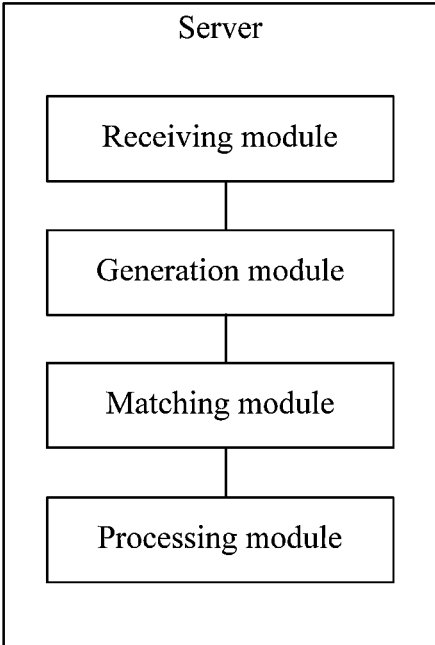 Server
Receiving module
Generation module
Matching module
Processing module